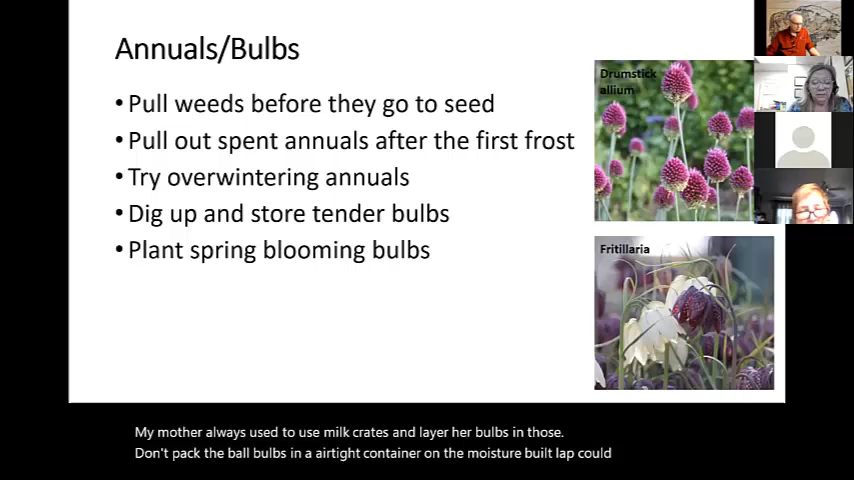 Annuals/Bulbs
• Pull weeds before they go to seed
• Pull out spent annuals after the first frost
• Try overwintering annuals
• Dig up and store tender bulbs
• Plant spring blooming bulbs
Drumstick
allium
Fritillaria
My mother always used to use milk crates and layer her bulbs in those.
Don't pack the ball bulbs in a airtight container on the moisture built lap could